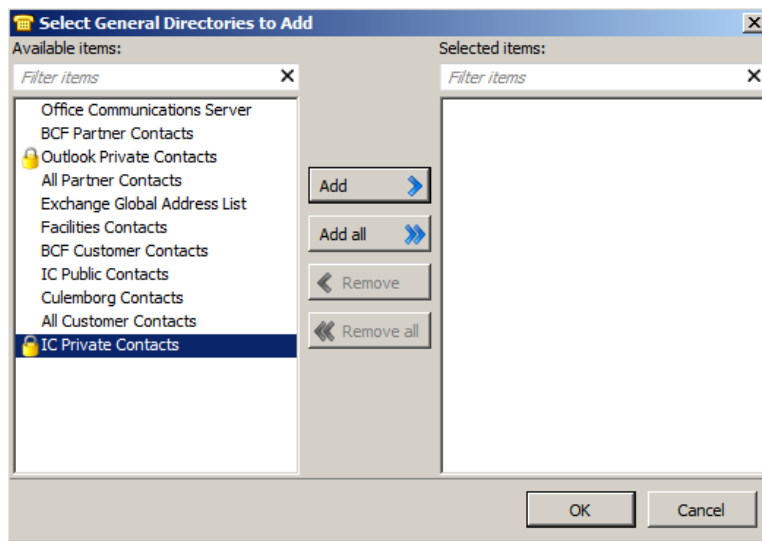 Select General Directories to Add
Available items:
Selected items:
Filter items
Filter items
Office Communications Server
BCF Partner Contacts
Outlook Private Contacts
All Partner Contacts
Exchange Global Address List
Facilities Contacts
BCF Customer Contacts
IC Public Contacts
Culemborg Contacts
All Customer Contacts
IC Private Contacts
Add
Add all
Remove
Remove all
OK
Cancel